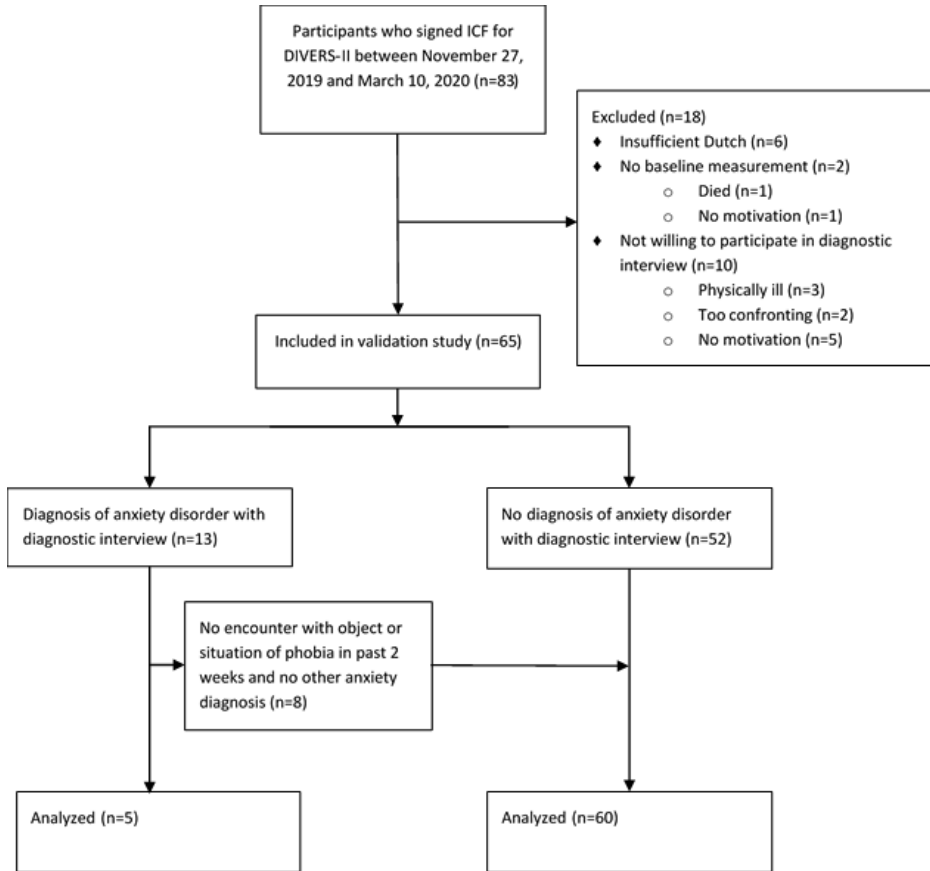 Participants who signed ICF for
DIVERS-II between November 27,
2019 and March 10, 2020 (n=83)
Excluded (n=18)
♦ Insufficient Dutch (n=6)
♦ No baseline measurement (n=2)
o Died (n=1)
o No motivation (n=1)
♦ Not willing to participate in diagnostic
interview (n=10)
o Physically ill (n=3)
o Too confronting (n=2)
o No motivation (n=5)
Included in validation study (n=65)
Diagnosis of anxiety disorder with
diagnostic interview (n=13)
No diagnosis of anxiety disorder
with diagnostic interview (n=52)
No encounter with object or
situation of phobia in past 2
weeks and no other anxiety
diagnosis (n=8)
Analyzed (n=5)
Analyzed (n=60)